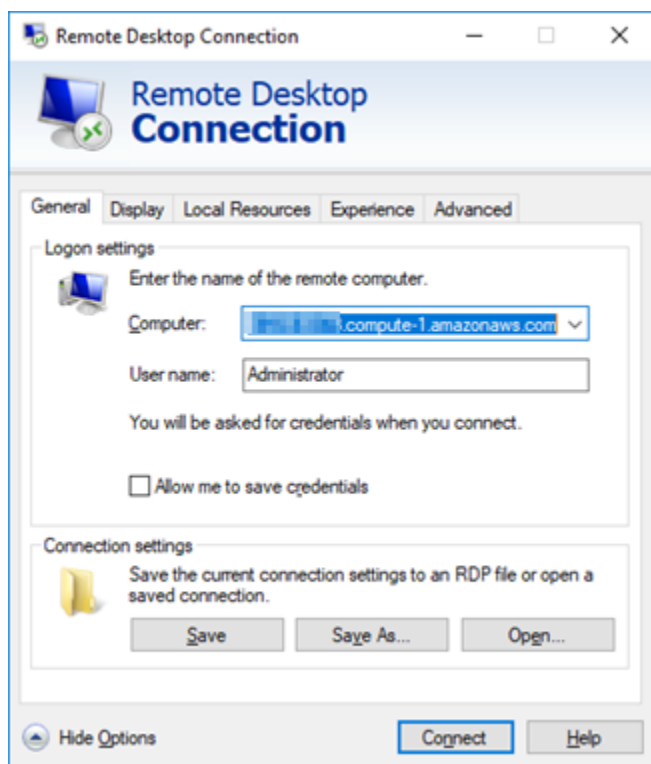 Remote Desktop Connection
Remote Desktop
Connection
General Display Local Resources Experience Advanced
Logon settings
Enter the name of the remote computer.
Computer: .compute-1.amazonaws.com
User name: Administrator
You will be asked for credentials when you connect.
Allow me to save credentials
Connection settings
Save the current connection settings to an RDP file or open a
saved connection.
Save Save As... Open...
Hide Options Connect Help